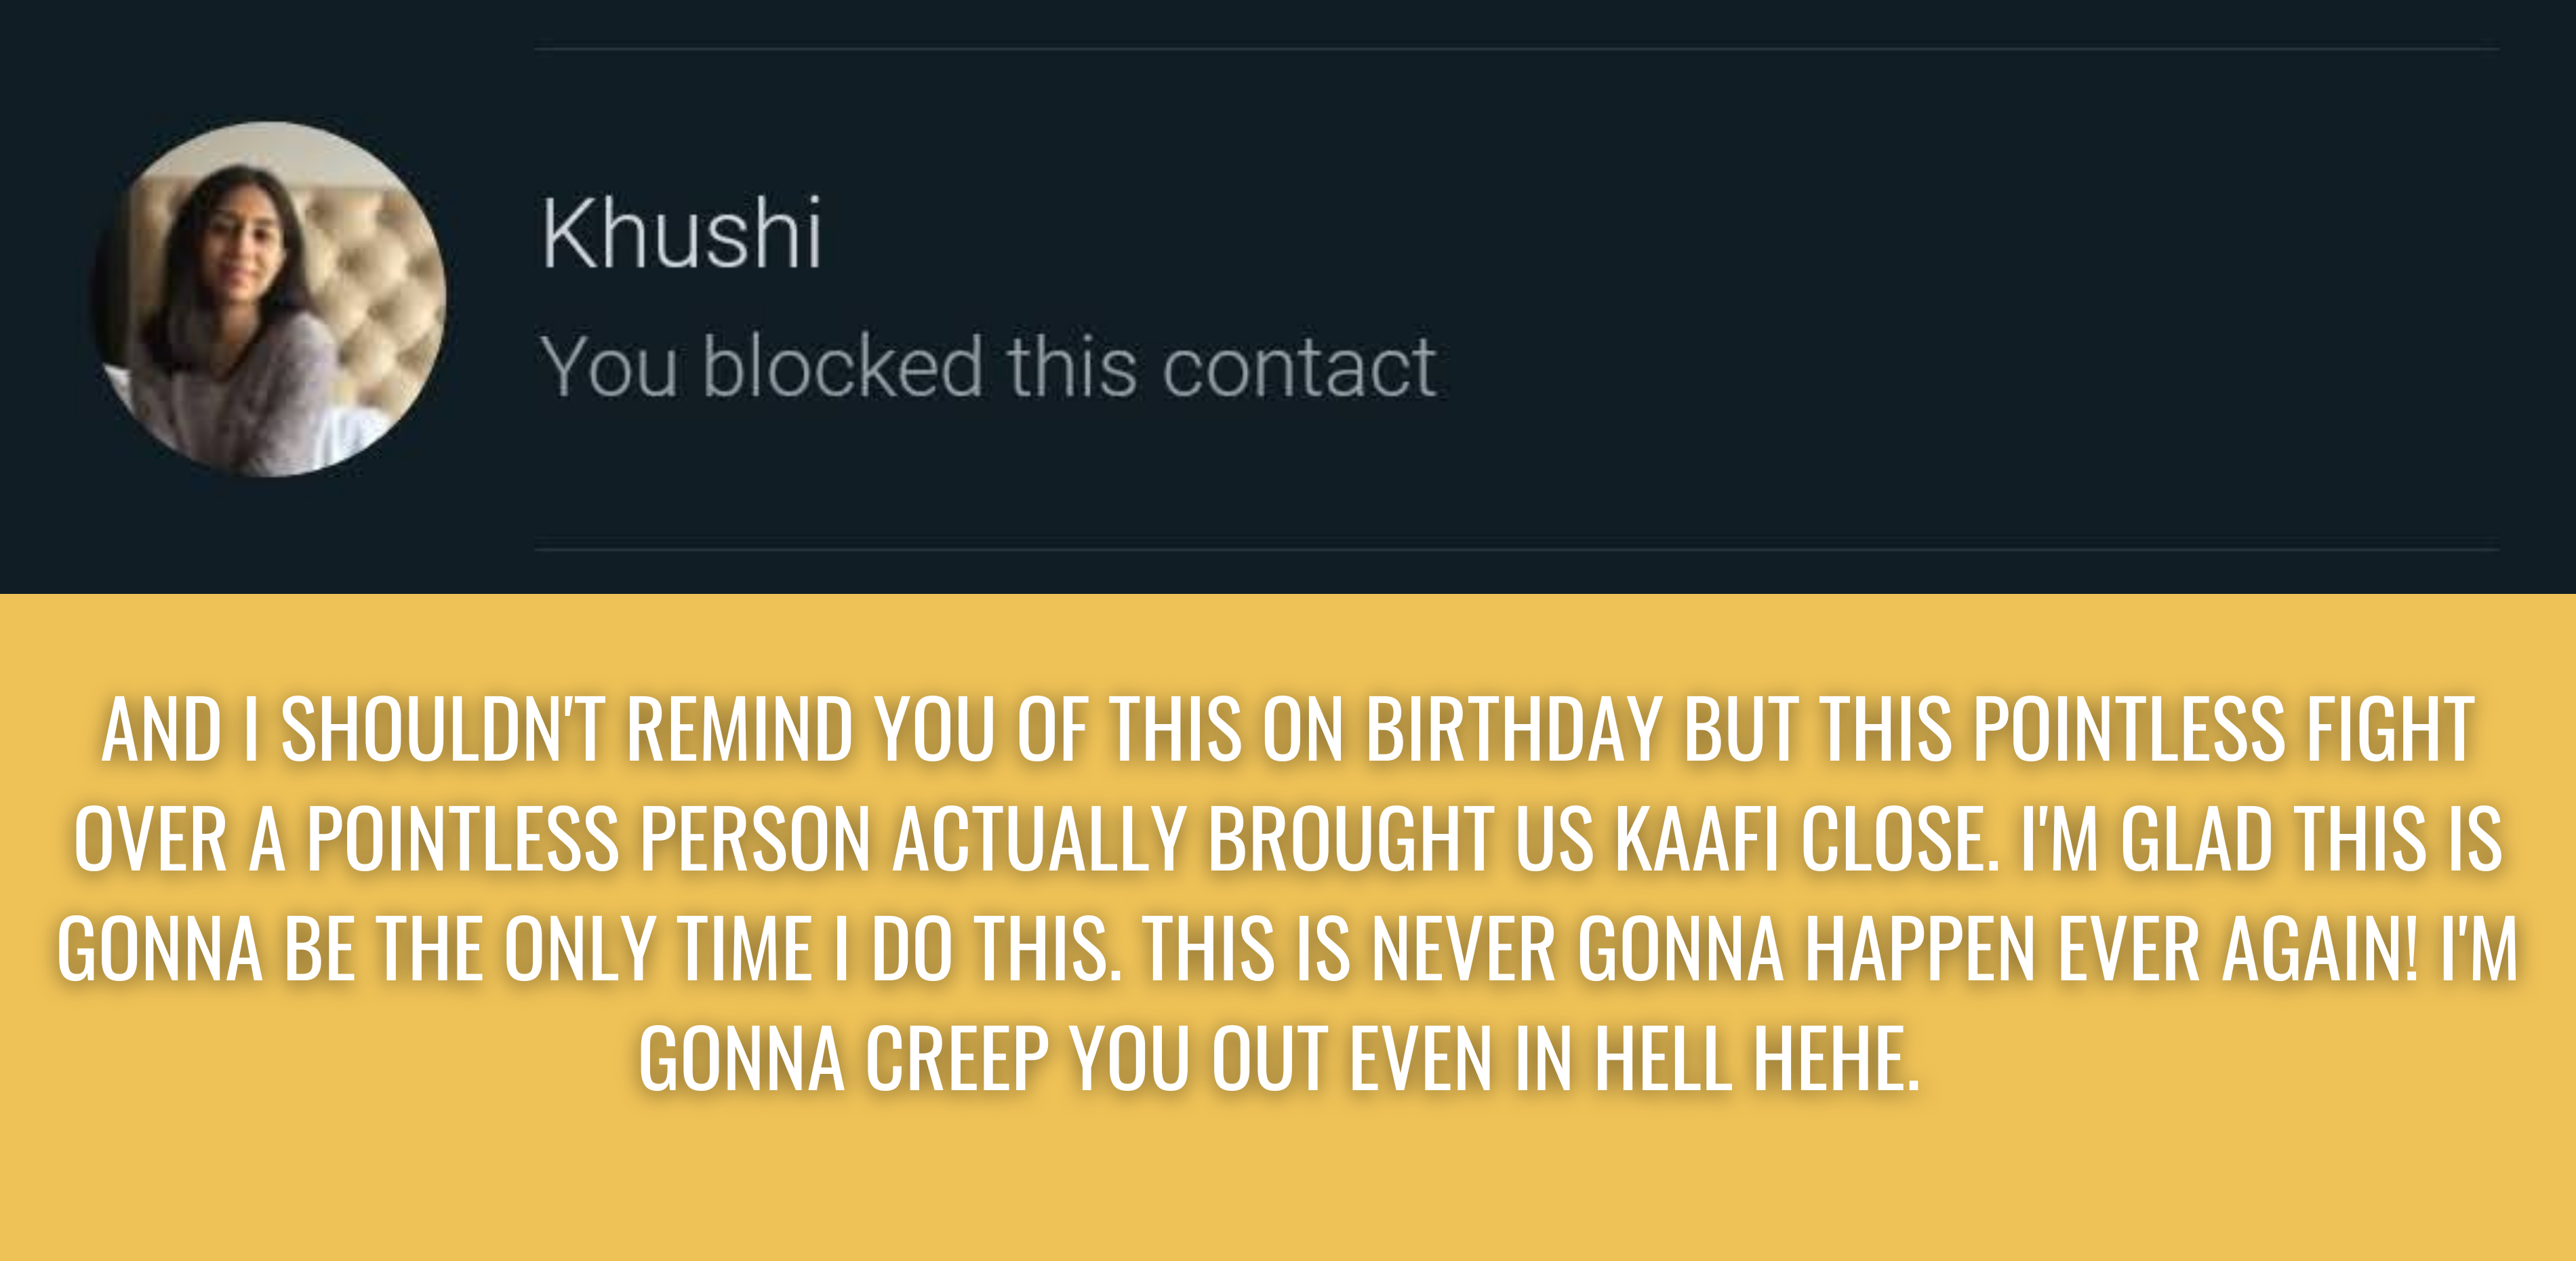 Khushi
You blocked this contact
AND I SHOULDN'T REMIND YOU OF THIS ON BIRTHDAY BUT THIS POINTLESS FIGHT
OVER A POINTLESS PERSON ACTUALLY BROUGHT US KAAFI CLOSE. I'M GLAD THIS IS
GONNA BE THE ONLY TIME I DO THIS. THIS IS NEVER GONNA HAPPEN EVER AGAIN! I'M
GONNA CREEP YOU OUT EVEN IN HELL HEHE.